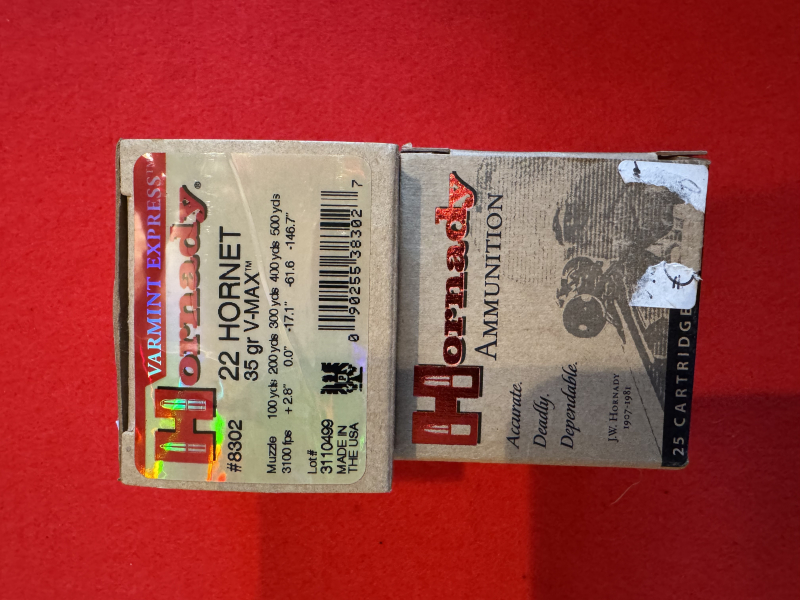 VARMINT EXPRESS™
Hornady®
#8302
22 HORNET
35 gr V-MAX™
Muzzle 100 yds 200 yds 300 yds 400 yds 500 yds
3100 fps +2.8" 0.0" -17.1" -61.6 -146.7"
Lot#
3110499
MADE IN
THE USA
0 90255 38302 7
Hornady
AMMUNITION
Accurate.
Deadly.
Dependable.
J.W. HORNADY
1907-1981
25 CARTRIDGE
€